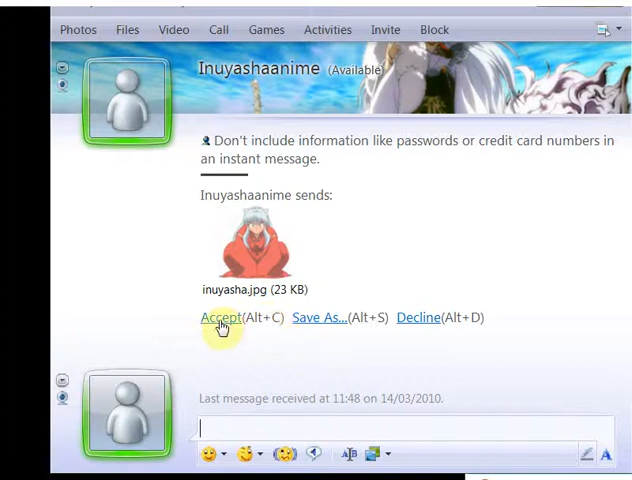 Photos Files Video Call Games Activities Invite Block
Inuyashaanime (Available)
Don't include information like passwords or credit card numbers in
an instant message.
Inuyashaanime sends:
inuyasha.jpg (23 KB)
Accept(Alt+C) Save As...(Alt+S) Decline(Alt+D)
Last message received at 11:48 on 14/03/2010.